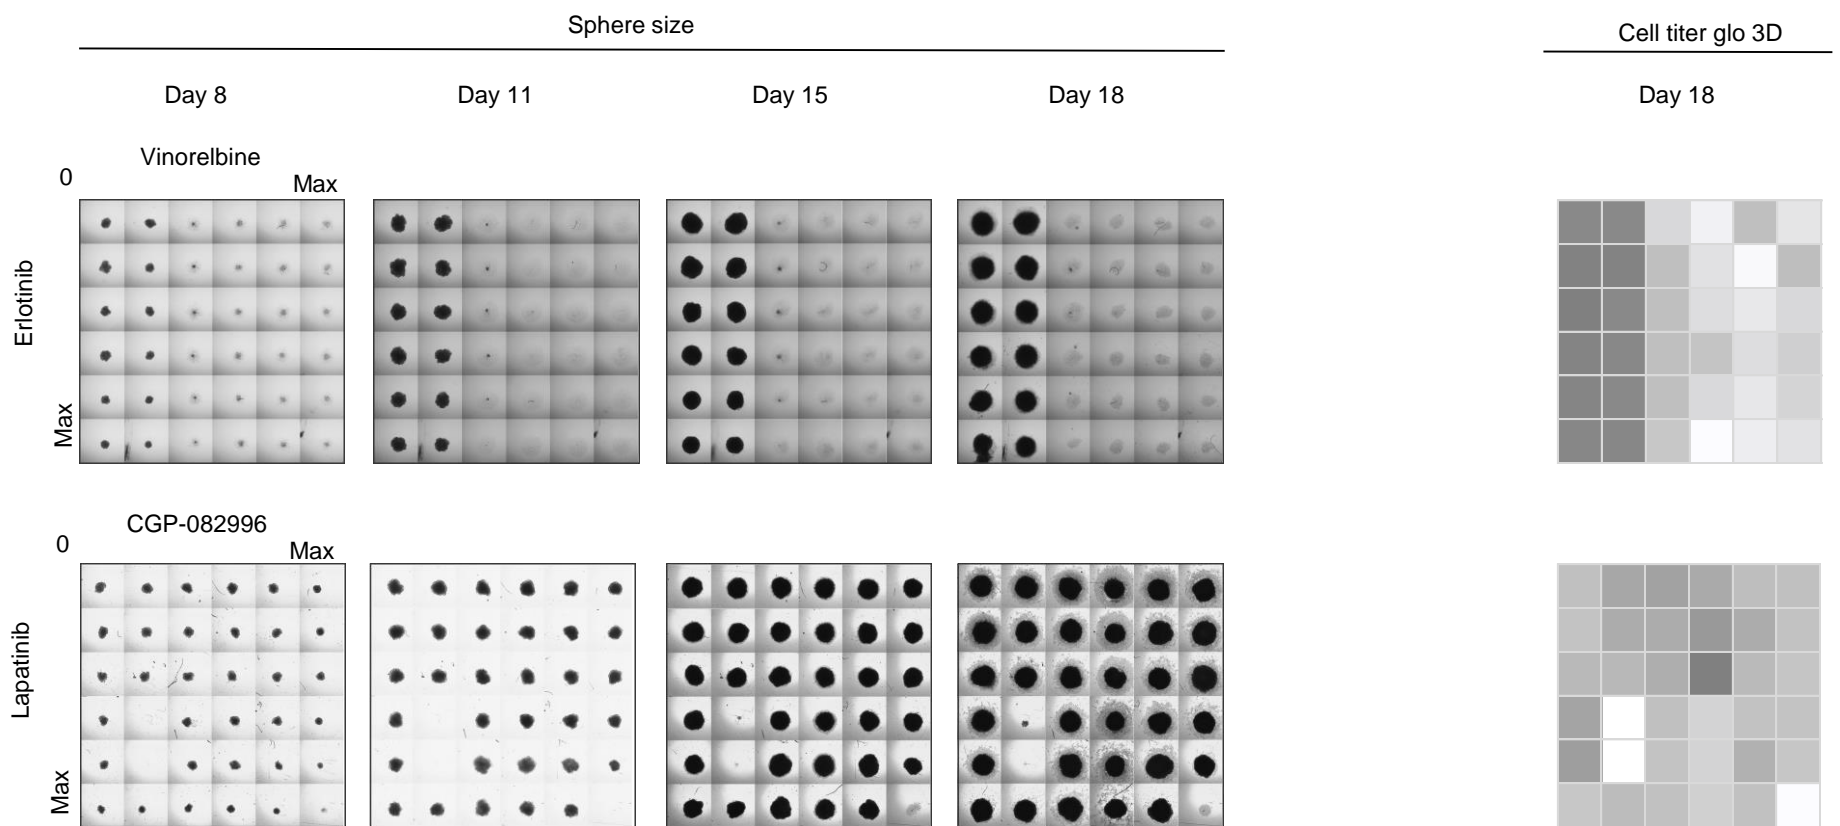 Sphere size
Cell titer glo 3D
Day 8
Day 11
Day 15
Day 18
Day 18
Vinorelbine
0
Max
Erlotinib
Max
CGP-082996
0
Max
Lapatinib
Max